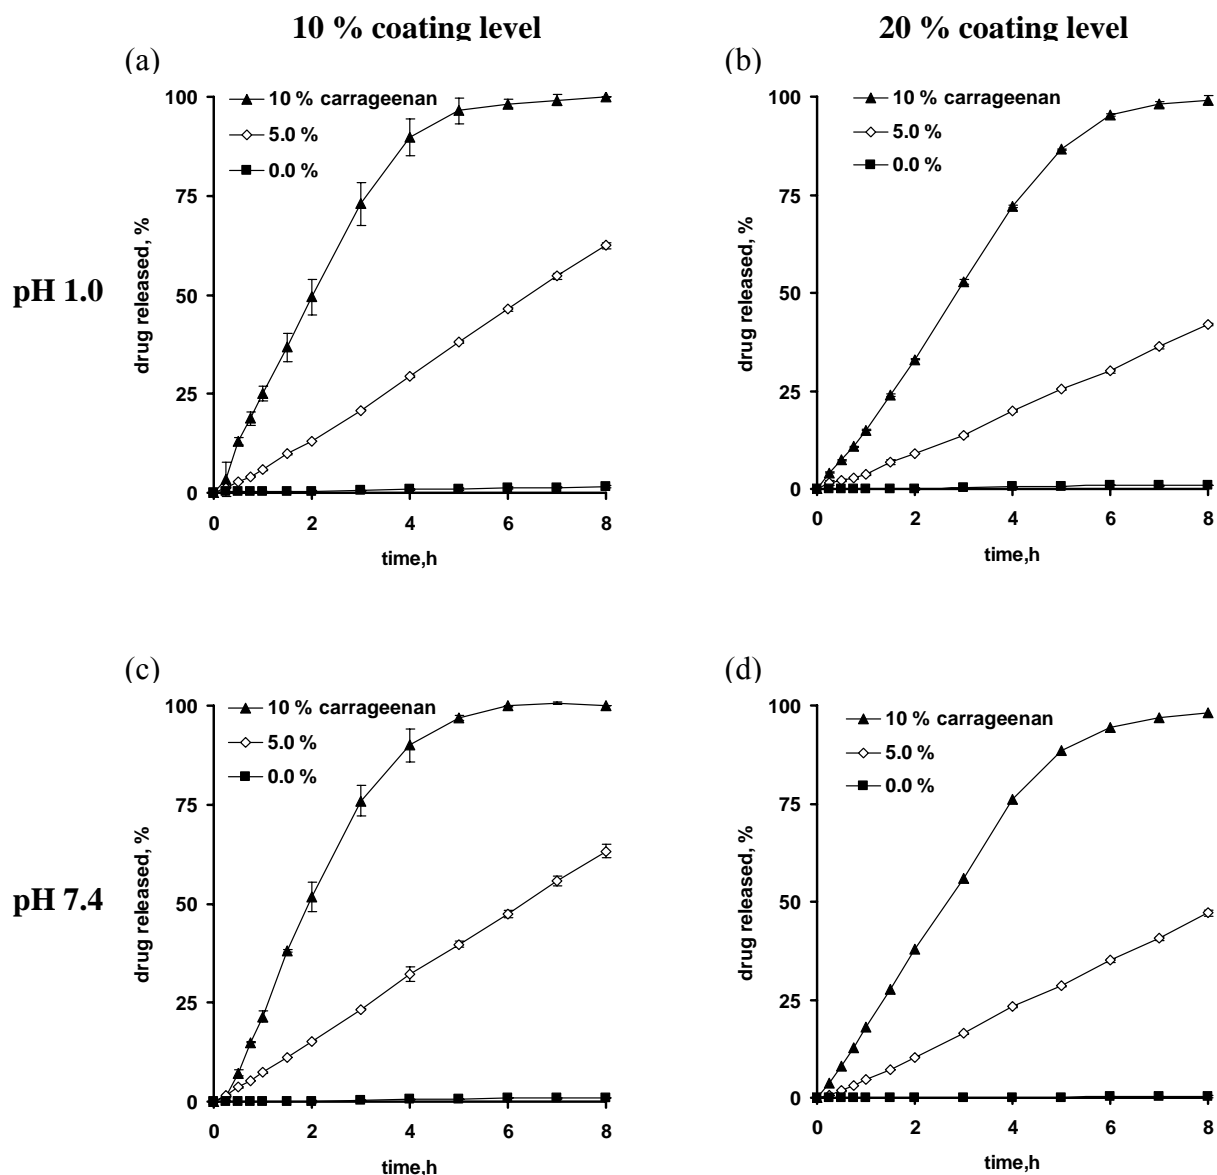 10 % coating level
20 % coating level
(a)
100
75
50
25
0
drug released, %
10 % carrageenan
5.0 %
0.0 %
0 2 4 6 8
time,h
(b)
100
75
50
25
0
drug released, %
10 % carrageenan
5.0 %
0.0 %
0 2 4 6 8
time,h
pH 1.0
(c)
100
75
50
25
0
drug released, %
10 % carrageenan
5.0 %
0.0 %
0 2 4 6 8
time,h
(d)
100
75
50
25
0
drug released, %
10 % carrageenan
5.0 %
0.0 %
0 2 4 6 8
time,h
pH 7.4